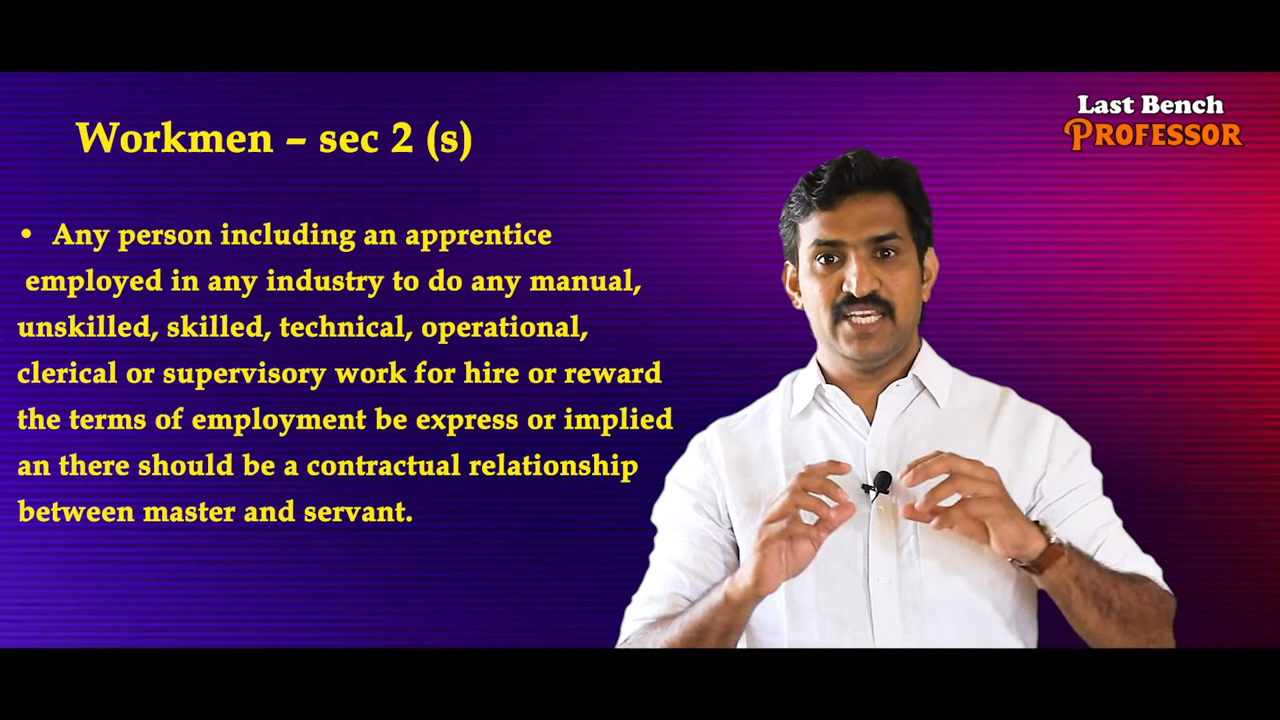 Last Bench
PROFESSOR
Workmen – sec 2 (s)
• Any person including an apprentice
employed in any industry to do any manual,
unskilled, skilled, technical, operational,
clerical or supervisory work for hire or reward
the terms of employment be express or implied
an there should be a contractual relationship
between master and servant.